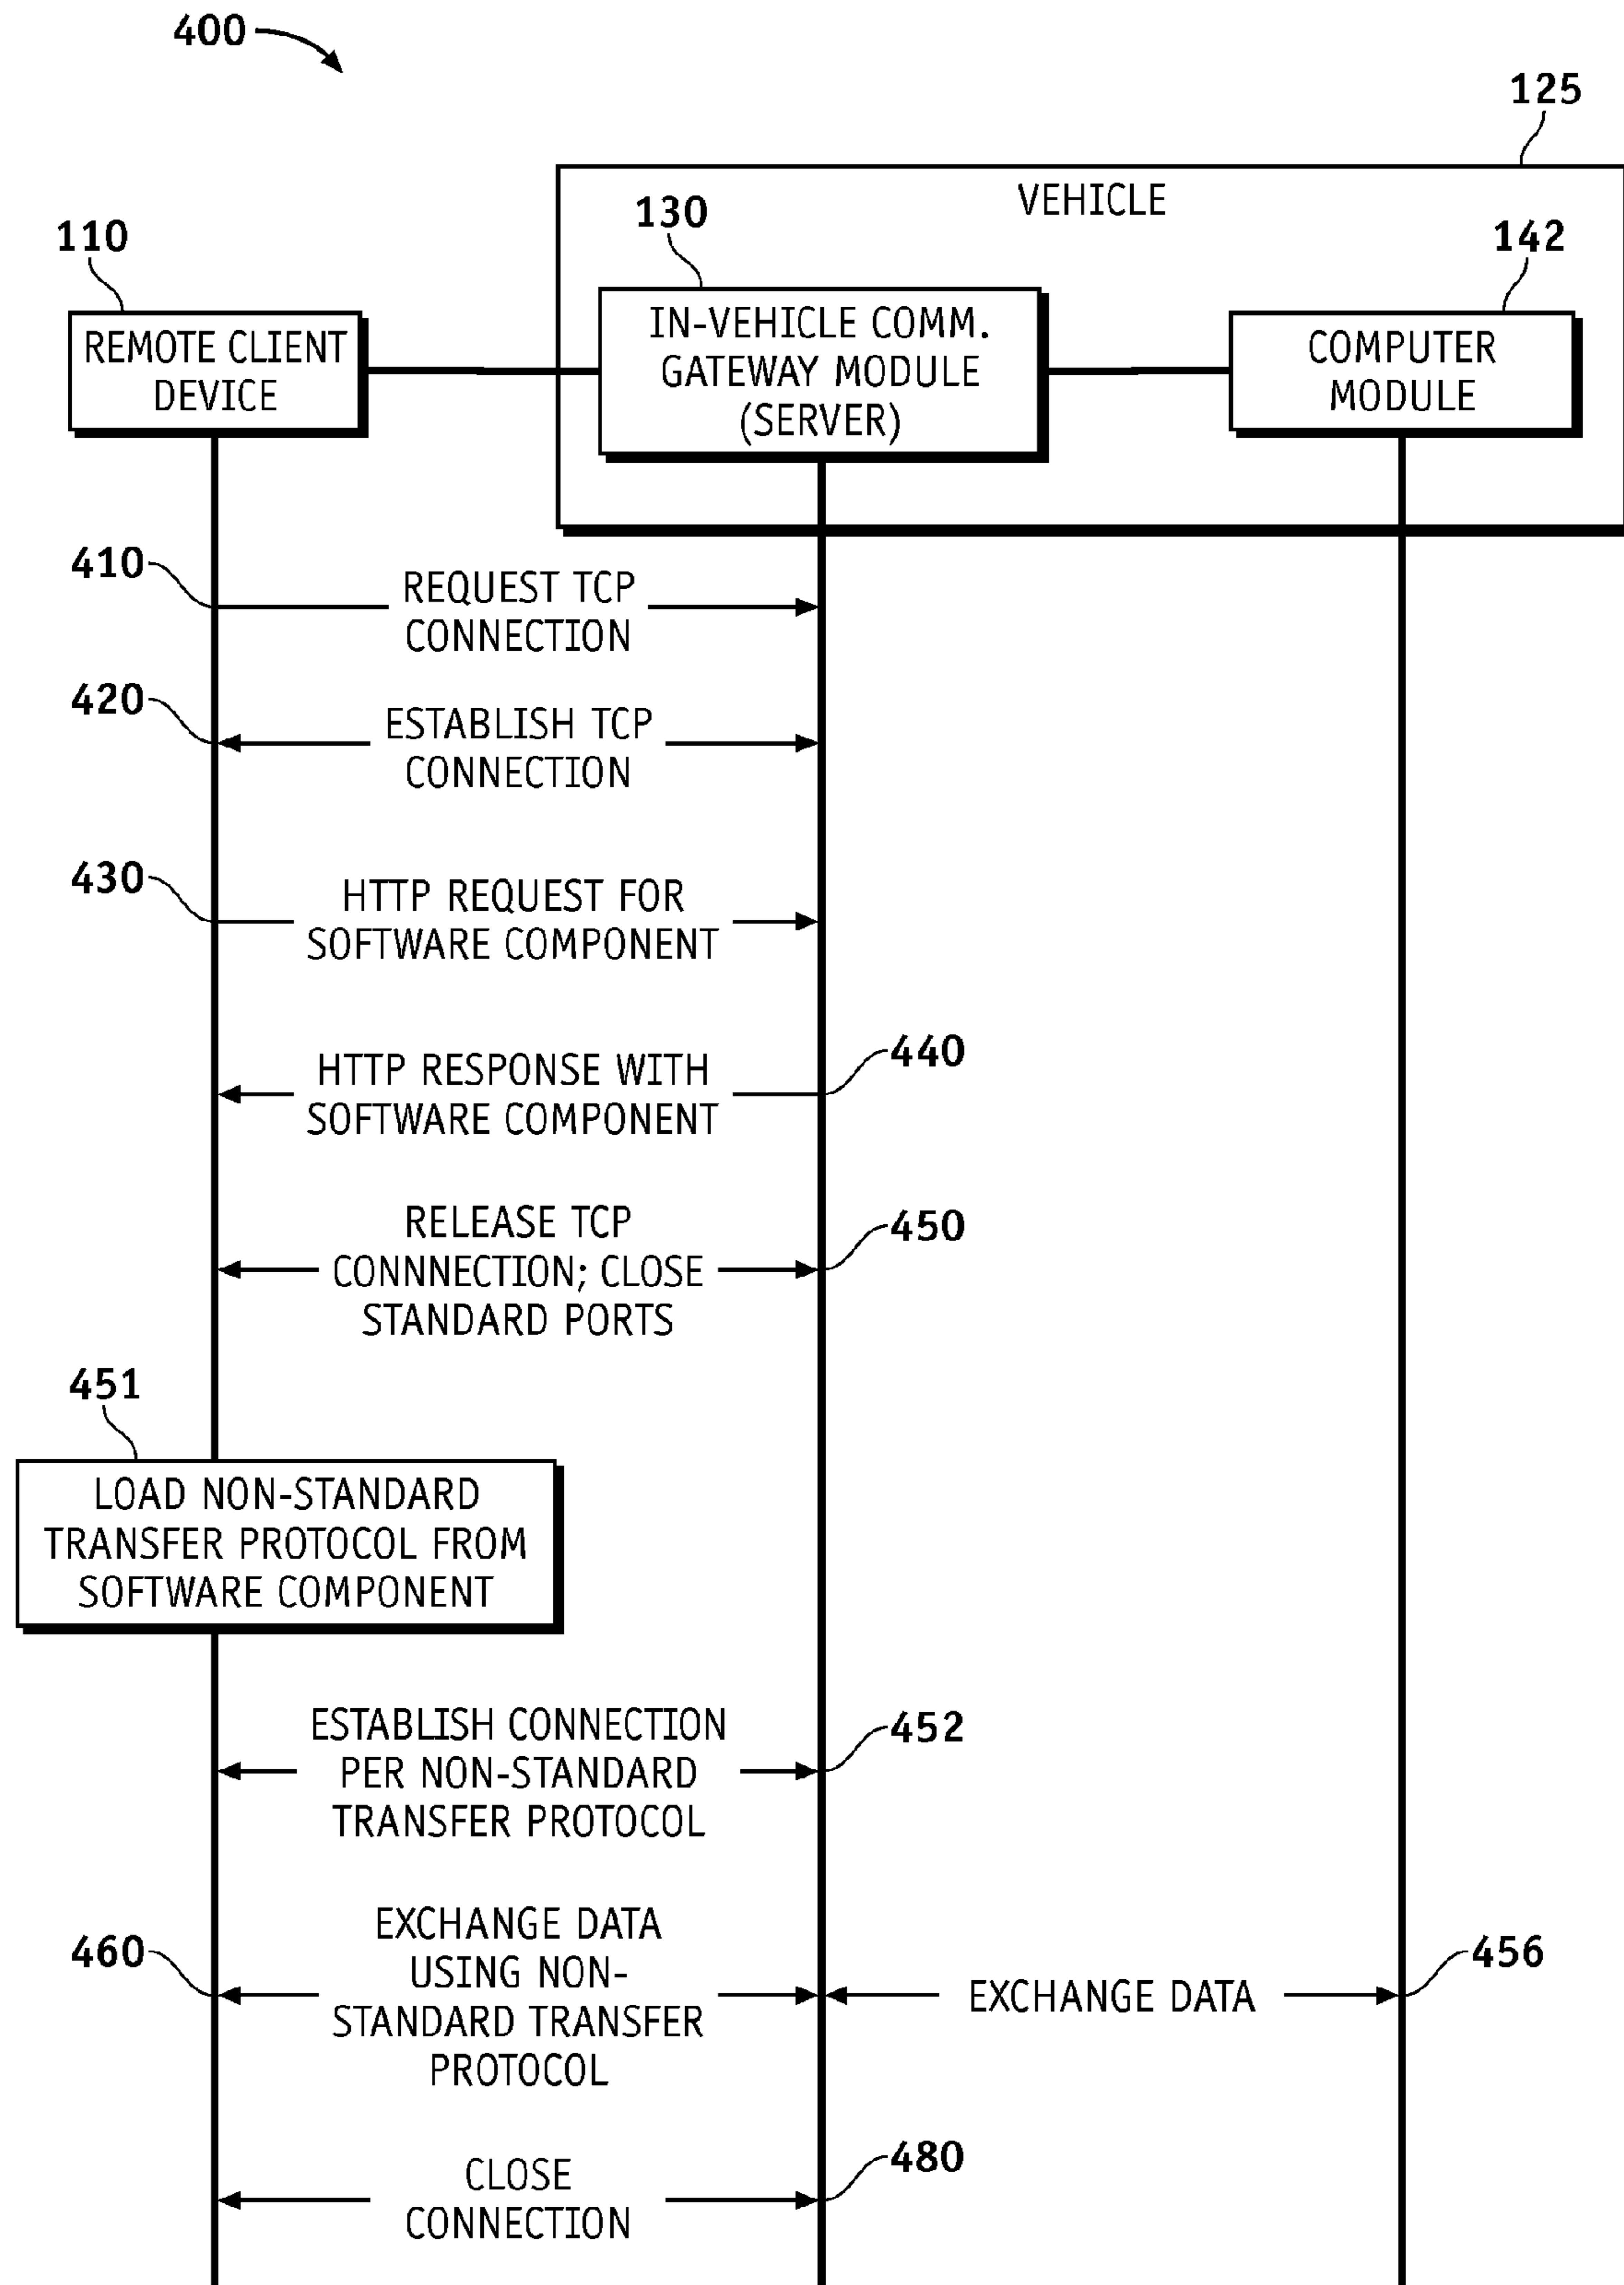 400
125
VEHICLE
130
110
142
REMOTE CLIENT
DEVICE
IN-VEHICLE COMM.
GATEWAY MODULE
(SERVER)
COMPUTER
MODULE
410
REQUEST TCP
CONNECTION
420
ESTABLISH TCP
CONNECTION
430
HTTP REQUEST FOR
SOFTWARE COMPONENT
440
HTTP RESPONSE WITH
SOFTWARE COMPONENT
450
RELEASE TCP
CONNNECTION; CLOSE
STANDARD PORTS
451
LOAD NON-STANDARD
TRANSFER PROTOCOL FROM
SOFTWARE COMPONENT
452
ESTABLISH CONNECTION
PER NON-STANDARD
TRANSFER PROTOCOL
460
EXCHANGE DATA
USING NON-
STANDARD TRANSFER
PROTOCOL
EXCHANGE DATA
456
480
CLOSE
CONNECTION